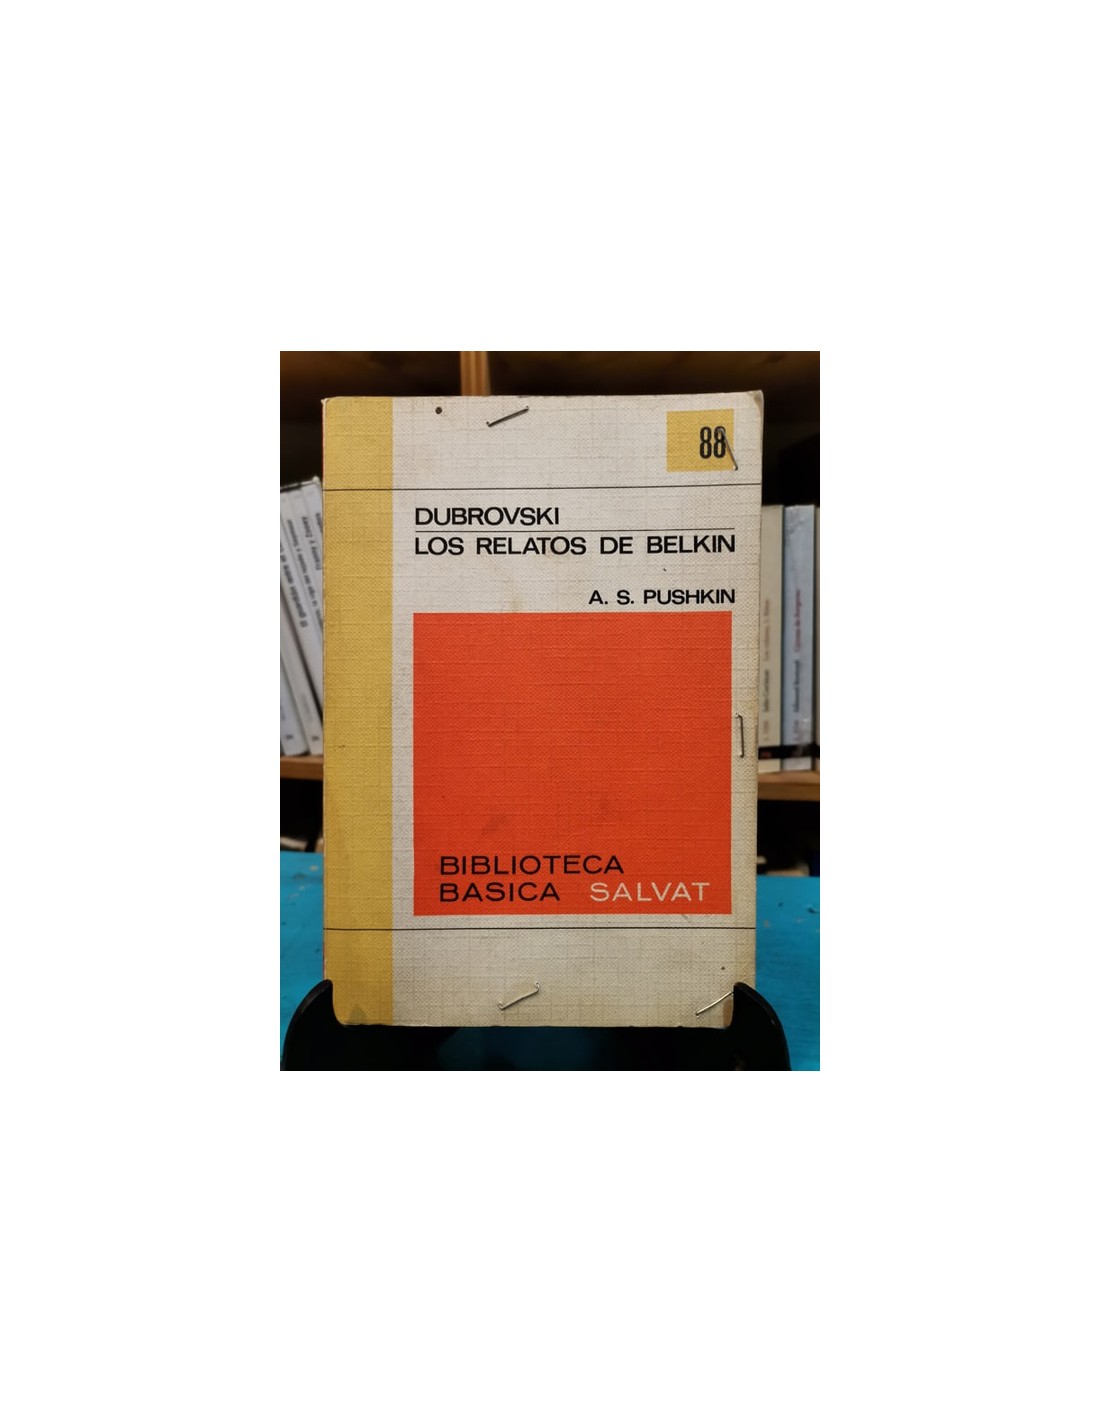 88
DUBROVSKI
LOS RELATOS DE BELKIN
A. S. PUSHKIN
BIBLIOTECA
BASICA SALVAT